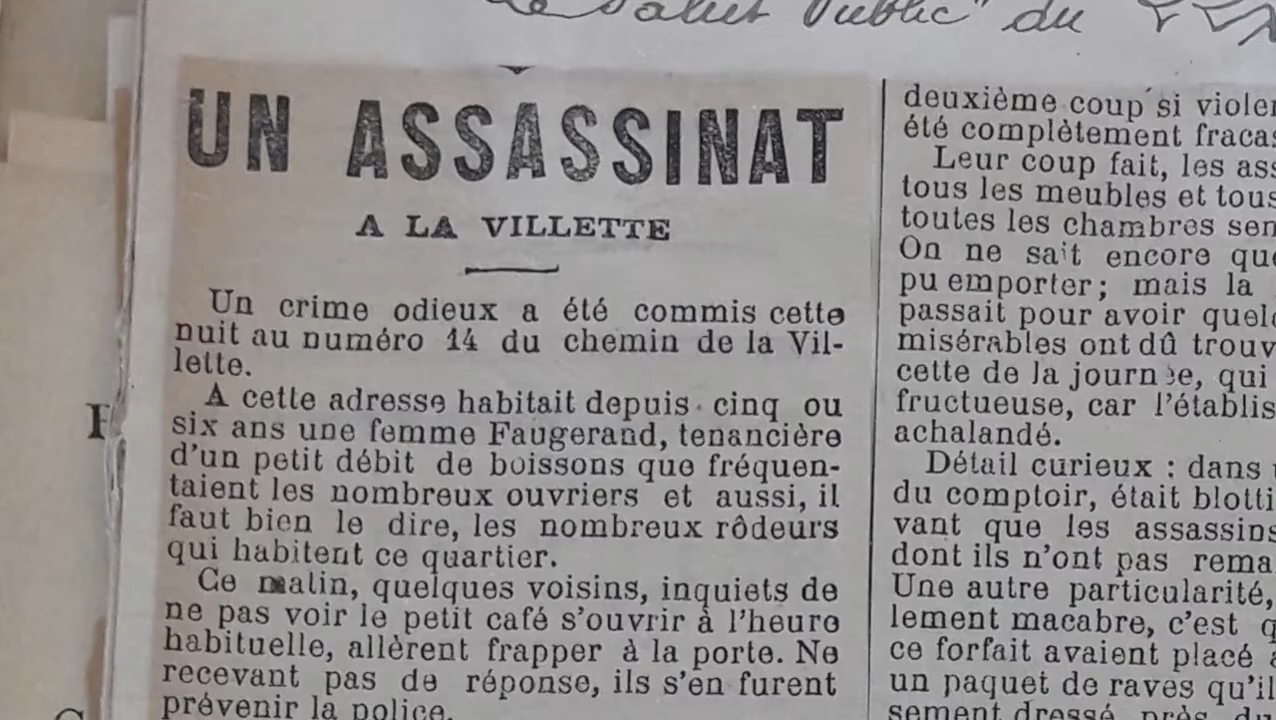 Le Salut Public" du
UN ASSASSINAT
A LA VILLETTE
Un crime odieux a été commis cette
nuit au numéro 14 du chemin de la Vil-
lette.
A cette adresse habitait depuis cinq ou
six ans une femme Faugerand, tenancière
d'un petit débit de boissons que fréquen-
taient les nombreux ouvriers et aussi, il
faut bien le dire, les nombreux rôdeurs
qui habitent ce quartier.
Ce matin, quelques voisins, inquiets de
ne pas voir le petit café s'ouvrir à l'heure
habituelle, allèrent frapper à la porte. Ne
recevant pas de réponse, ils s'en furent
prévenir la police.
deuxième coup si violen
été complètement fracas
Leur coup fait, les ass
tous les meubles et tous
toutes les chambres sen
On ne sait encore que
pu emporter; mais la
passait pour avoir quelq
misérables ont dû trouv
cette de la journée, qui
fructueuse, car l'établis
achalandé.
Détail curieux : dans
du comptoir, était blotti
vant que les assassins
dont ils n'ont pas rema
Une autre particularité,
lement macabre, c'est q
ce forfait avaient placé
un paquet de raves qu'il
sement dressé près du